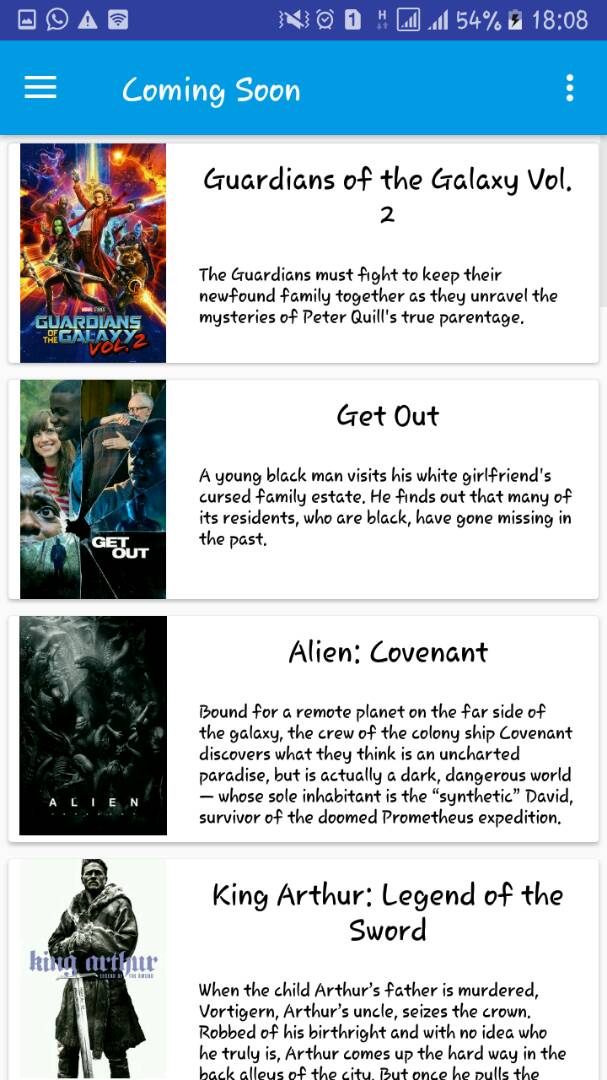 1 H 54% 18:08
Coming Soon
Guardians of the Galaxy Vol.
2
The Guardians must fight to keep their
newfound family together as they unravel the
mysteries of Peter Quill's true parentage.
GUARDIANS
OF THE GALAXY
VOL. 2
Get Out
A young black man visits his white girlfriend's
cursed family estate. He finds out that many of
its residents, who are black, have gone missing in
the past.
GET
OUT
Alien: Covenant
Bound for a remote planet on the far side of
the galaxy, the crew of the colony ship Covenant
discovers what they think is an uncharted
paradise, but is actually a dark, dangerous world
— whose sole inhabitant is the “synthetic” David,
survivor of the doomed Prometheus expedition.
ALIEN
King Arthur: Legend of the
Sword
king arthur
LEGEND OF THE SWORD
When the child Arthur’s father is murdered,
Vortigern, Arthur’s uncle, seizes the crown.
Robbed of his birthright and with no idea who
he truly is, Arthur comes up the hard way in the
back alleys of the city. But once he pulls the